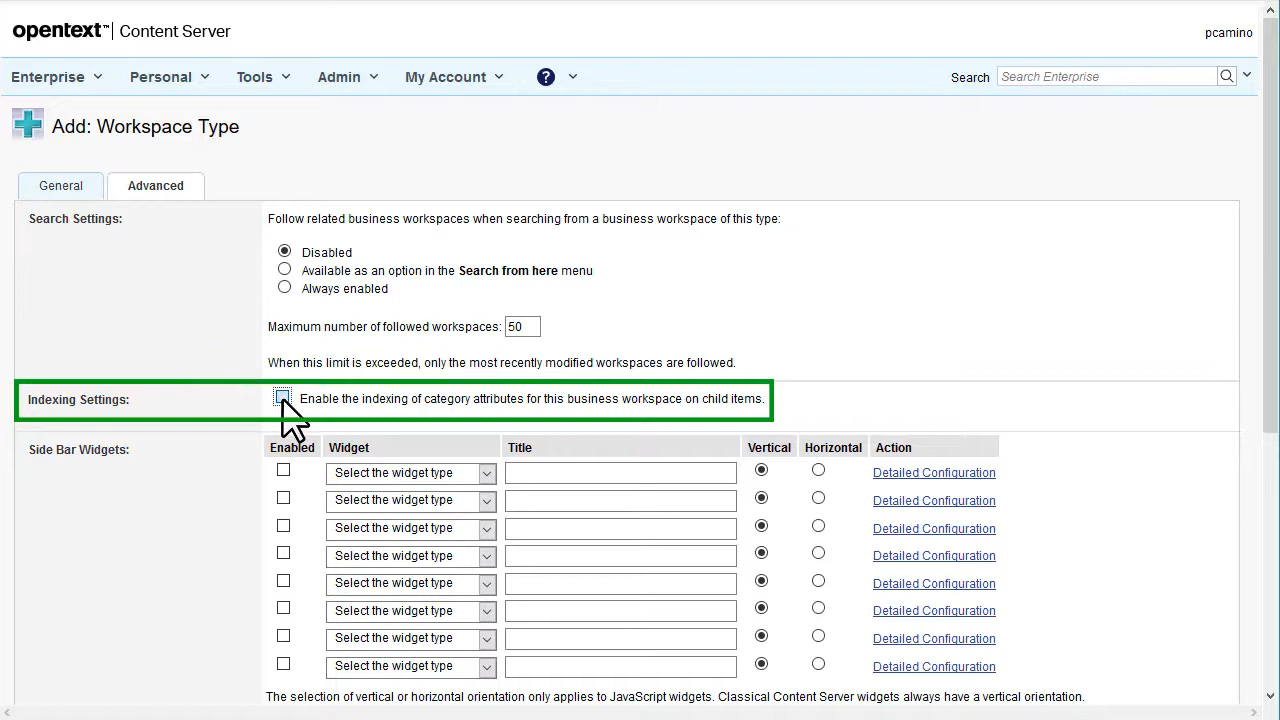 opentext™ | Content Server
pcamino
Enterprise Personal Tools Admin My Account ? Search Search Enterprise
Add: Workspace Type
General Advanced
Search Settings: Follow related business workspaces when searching from a business workspace of this type:
Disabled
Available as an option in the Search from here menu
Always enabled
Maximum number of followed workspaces: 50
When this limit is exceeded, only the most recently modified workspaces are followed.
Indexing Settings: Enable the indexing of category attributes for this business workspace on child items.
Side Bar Widgets: Enabled Widget Title Vertical Horizontal Action
Select the widget type Detailed Configuration
Select the widget type Detailed Configuration
Select the widget type Detailed Configuration
Select the widget type Detailed Configuration
Select the widget type Detailed Configuration
Select the widget type Detailed Configuration
Select the widget type Detailed Configuration
Select the widget type Detailed Configuration
The selection of vertical or horizontal orientation only applies to JavaScript widgets. Classical Content Server widgets always have a vertical orientation.